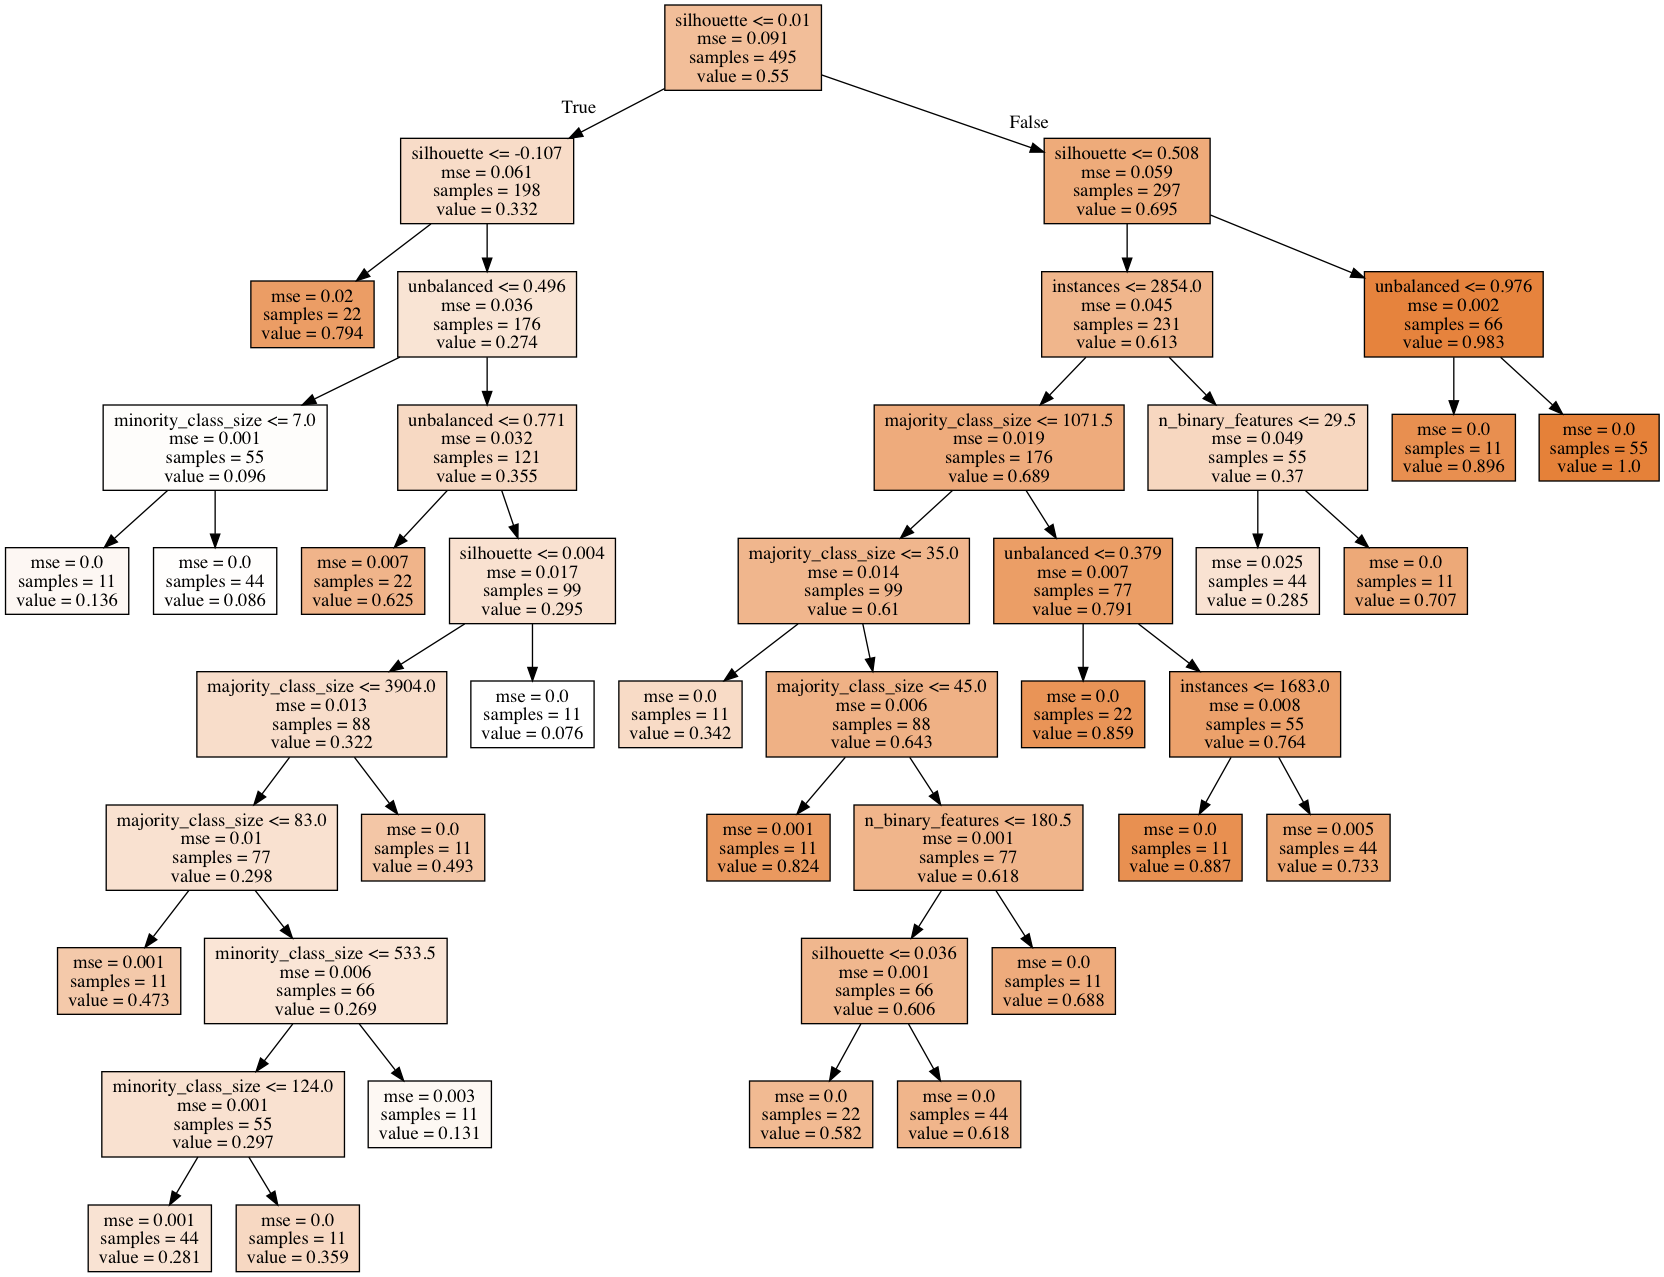 silhouette <= 0.01
mse = 0.091
samples = 495
value = 0.55
True
False
silhouette <= -0.107
mse = 0.061
samples = 198
value = 0.332
silhouette <= 0.508
mse = 0.059
samples = 297
value = 0.695
mse = 0.02
samples = 22
value = 0.794
unbalanced <= 0.496
mse = 0.036
samples = 176
value = 0.274
instances <= 2854.0
mse = 0.045
samples = 231
value = 0.613
unbalanced <= 0.976
mse = 0.002
samples = 66
value = 0.983
minority_class_size <= 7.0
mse = 0.001
samples = 55
value = 0.096
unbalanced <= 0.771
mse = 0.032
samples = 121
value = 0.355
majority_class_size <= 1071.5
mse = 0.019
samples = 176
value = 0.689
n_binary_features <= 29.5
mse = 0.049
samples = 55
value = 0.37
mse = 0.0
samples = 11
value = 0.896
mse = 0.0
samples = 55
value = 1.0
mse = 0.0
samples = 11
value = 0.136
mse = 0.0
samples = 44
value = 0.086
mse = 0.007
samples = 22
value = 0.625
silhouette <= 0.004
mse = 0.017
samples = 99
value = 0.295
majority_class_size <= 35.0
mse = 0.014
samples = 99
value = 0.61
unbalanced <= 0.379
mse = 0.007
samples = 77
value = 0.791
mse = 0.025
samples = 44
value = 0.285
mse = 0.0
samples = 11
value = 0.707
majority_class_size <= 3904.0
mse = 0.013
samples = 88
value = 0.322
mse = 0.0
samples = 11
value = 0.076
mse = 0.0
samples = 11
value = 0.342
majority_class_size <= 45.0
mse = 0.006
samples = 88
value = 0.643
mse = 0.0
samples = 22
value = 0.859
instances <= 1683.0
mse = 0.008
samples = 55
value = 0.764
majority_class_size <= 83.0
mse = 0.01
samples = 77
value = 0.298
mse = 0.0
samples = 11
value = 0.493
mse = 0.001
samples = 11
value = 0.824
n_binary_features <= 180.5
mse = 0.001
samples = 77
value = 0.618
mse = 0.0
samples = 11
value = 0.887
mse = 0.005
samples = 44
value = 0.733
mse = 0.001
samples = 11
value = 0.473
minority_class_size <= 533.5
mse = 0.006
samples = 66
value = 0.269
silhouette <= 0.036
mse = 0.001
samples = 66
value = 0.606
mse = 0.0
samples = 11
value = 0.688
minority_class_size <= 124.0
mse = 0.001
samples = 55
value = 0.297
mse = 0.003
samples = 11
value = 0.131
mse = 0.0
samples = 22
value = 0.582
mse = 0.0
samples = 44
value = 0.618
mse = 0.001
samples = 44
value = 0.281
mse = 0.0
samples = 11
value = 0.359